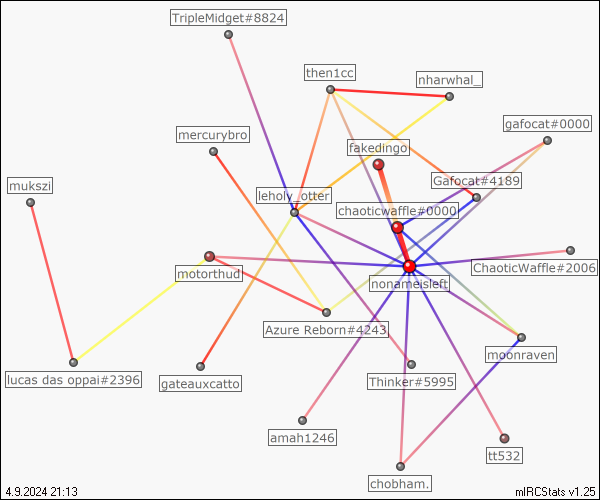 TripleMidget#8824
then1cc
nharwhal_
gafocat#0000
mercurybro
fakedingo
Gafocat#4189
mukszi
leholy_otter
chaoticwaffle#0000
motorthud
ChaoticWaffle#2006
nonameisleft
Azure Reborn#4243
moonraven
lucas das oppai#2396
gateauxcatto
Thinker#5995
amah1246
tt532
chobham.
4.9.2024 21:13
mIRCStats v1.25